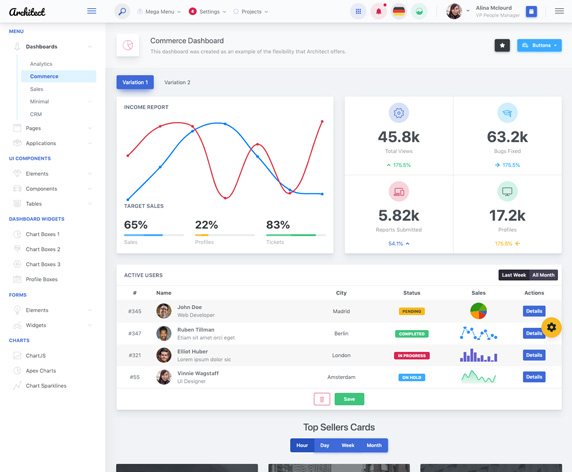 Architect
Mega Menu
4 Settings
Projects
Alina Mclourd
VP People Manager
MENU
Dashboards
Analytics
Commerce
Sales
Minimal
CRM
Pages
Applications
UI COMPONENTS
Elements
Components
Tables
DASHBOARD WIDGETS
Chart Boxes 1
Chart Boxes 2
Chart Boxes 3
Profile Boxes
FORMS
Elements
Widgets
CHARTS
ChartJS
Apex Charts
Chart Sparklines
Commerce Dashboard
This dashboard was created as an example of the flexibility that Architect offers.
Buttons
Variation 1
Variation 2
INCOME REPORT
TARGET SALES
65%
22%
83%
Sales
Profiles
Tickets
45.8k
Total Views
175.5%
63.2k
Bugs Fixed
175.5%
5.82k
Reports Submitted
54.1%
17.2k
Profiles
175.5%
ACTIVE USERS
Last Week
All Month
# Name City Status Sales Actions
#345 John Doe Madrid PENDING Details
Web Developer
#347 Ruben Tillman Berlin COMPLETED Details
Etiam sit amet orci eget
#321 Elliot Huber London IN PROGRESS Details
Lorem ipsum dolor sic
#55 Vinnie Wagstaff Amsterdam ON HOLD Details
UI Designer
Save
Top Sellers Cards
Hour Day Week Month